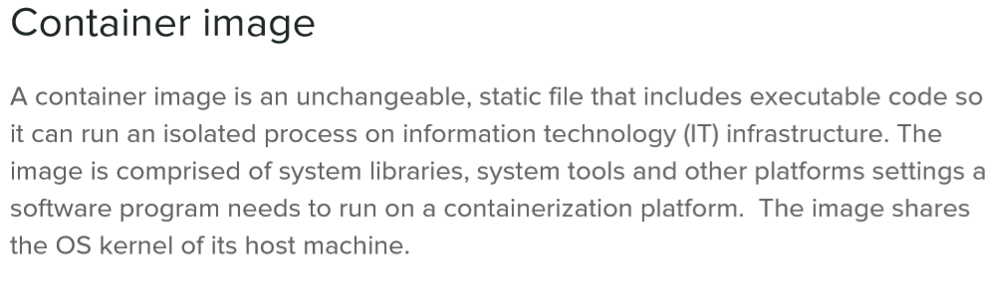 Container image
A container image is an unchangeable, static file that includes executable code so
it can run an isolated process on information technology (IT) infrastructure. The
image is comprised of system libraries, system tools and other platforms settings a
software program needs to run on a containerization platform.  The image shares
the OS kernel of its host machine.